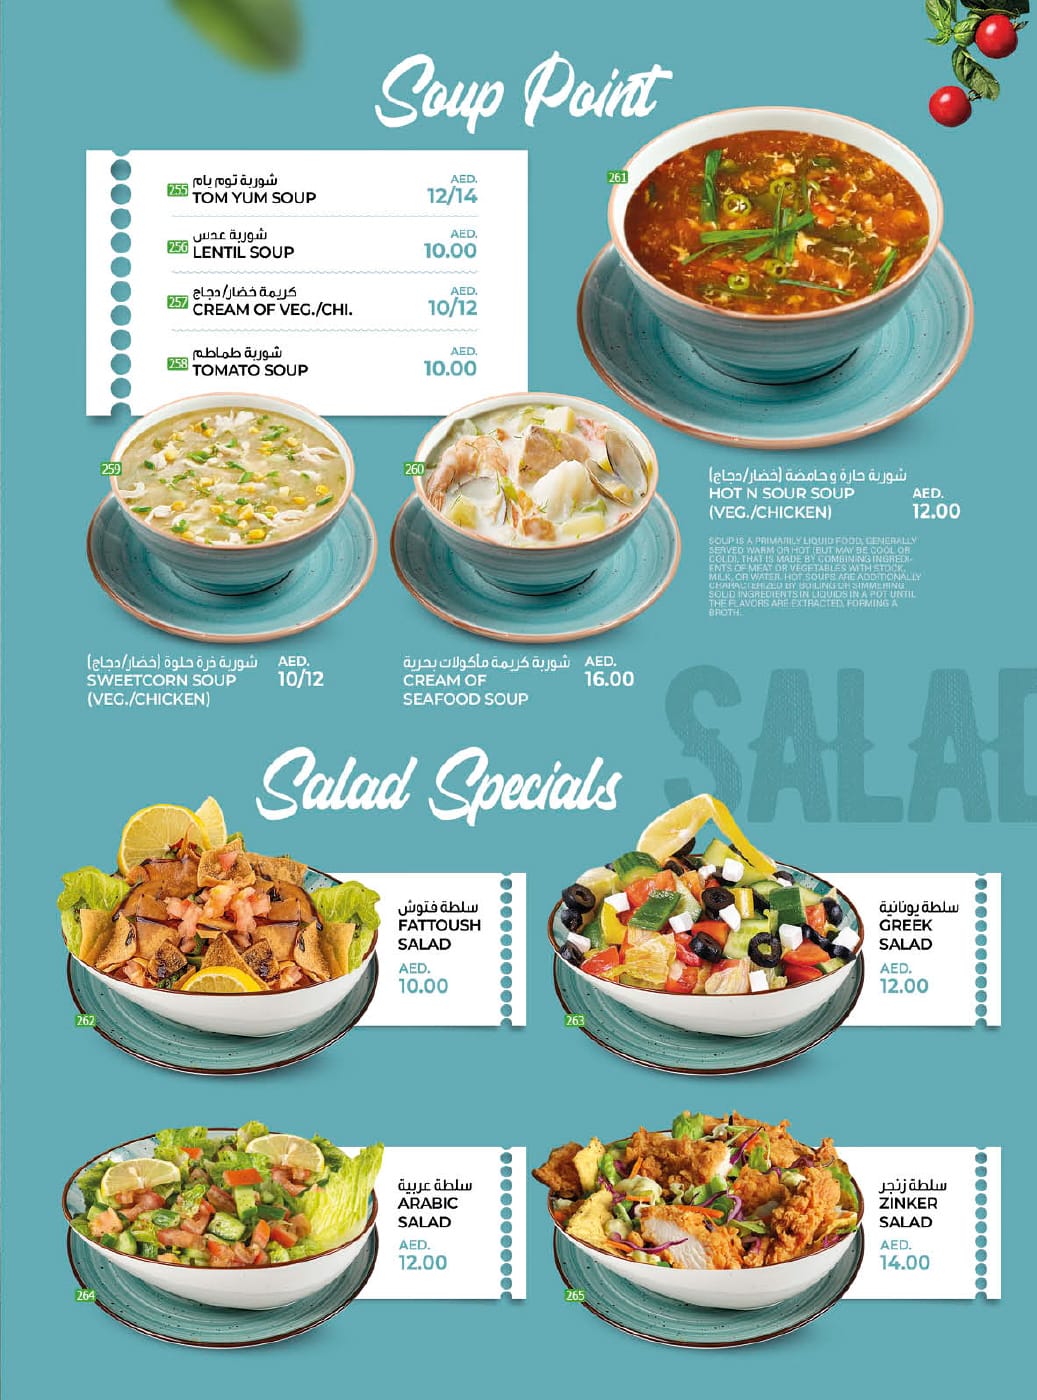 Soup Point
255
شوربة توم يام
TOM YUM SOUP
AED.
12/14
256
شوربة عدس
LENTIL SOUP
AED.
10.00
257
كريمة خضار/دجاج
CREAM OF VEG./CHI.
AED.
10/12
258
شوربة طماطم
TOMATO SOUP
AED.
10.00
261
شوربة حارة و حامضة (خضار/دجاج)
HOT N SOUR SOUP
(VEG./CHICKEN)
AED.
12.00
SOUP IS A PRIMARILY LIQUID FOOD, GENERALLY
SERVED WARM OR HOT (BUT MAY BE COOL OR
COLD), THAT IS MADE BY COMBINING INGREDI-
ENTS OF MEAT OR VEGETABLES WITH STOCK,
MILK, OR WATER. HOT SOUPS ARE ADDITIONALLY
CHARACTERIZED BY BOILING OR SIMMERING
SOLID INGREDIENTS IN LIQUIDS IN A POT UNTIL
THE FLAVORS ARE EXTRACTED, FORMING A
BROTH.
259
شوربة ذرة حلوة (خضار/دجاج)
SWEETCORN SOUP
(VEG./CHICKEN)
AED.
10/12
260
شوربة كريمة مأكولات بحرية
CREAM OF
SEAFOOD SOUP
AED.
16.00
SALAD
Salad Specials
262
سلطة فتوش
FATTOUSH
SALAD
AED.
10.00
263
سلطة يونانية
GREEK
SALAD
AED.
12.00
264
سلطة عربية
ARABIC
SALAD
AED.
12.00
265
سلطة زنجر
ZINKER
SALAD
AED.
14.00